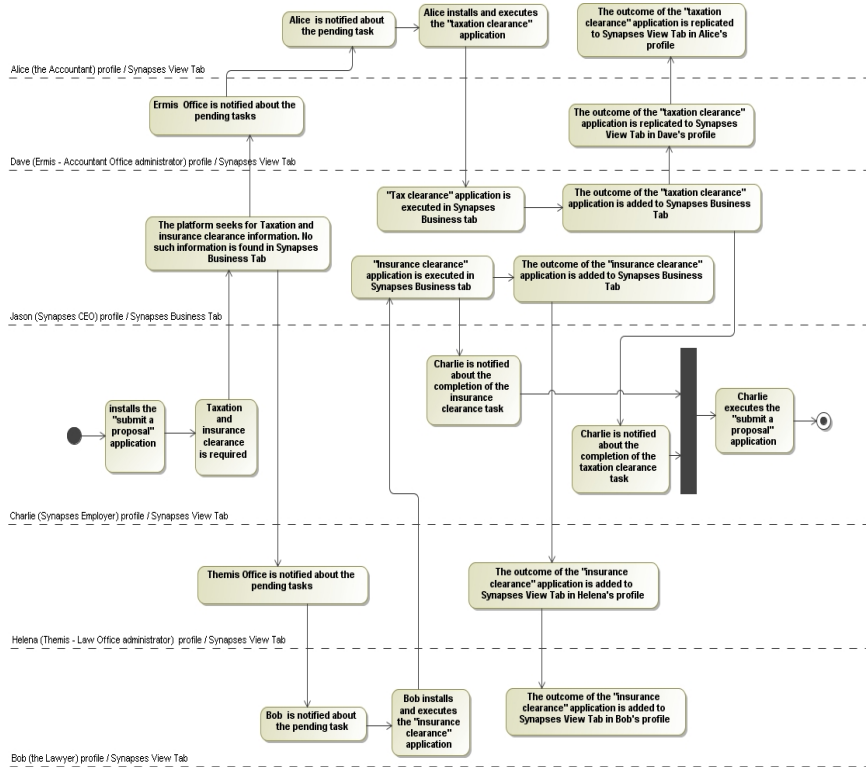 Alice  is notified about
the pending task
Alice installs and executes
the "taxation clearance"
application
The outcome of the "taxation
clearance" application is replicated
to Synapses View Tab in Alice's
profile
Alice (the Accountant) profile / Synapses View Tab
Ermis  Office is notified about the
pending tasks
The outcome of the "taxation clearance"
application is replicated to Synapses
View Tab in Dave's profile
Dave (Ermis - Accountant Office administrator) profile / Synapses View Tab
"Tax clearance" application is
executed in Synapses
Business tab
The outcome of the "taxation clearance"
application is added to Synapses Business
Tab
The platform seeks for Taxation and
insurance clearance information. No
such information is found in Synapses
Business Tab
"Insurance clearance"
application is executed in
Synapses Business tab
The outcome of the "insurance clearance"
application is added to Synapses Business
Tab
Jason (Synapses CEO) profile / Synapses Business Tab
Charlie is notified
about the
completion of the
insurance
clearance task
installs the
"submit a
proposal"
application
Taxation
and
insurance
clearance
is required
Charlie
executes the
"submit a
proposal"
application
Charlie is notified
about the
completion of the
taxation clearance
task
Charlie (Synapses Employer) profile / Synapses View Tab
Themis Office is notified about the
pending tasks
The outcome of the "insurance
clearance" application is added to
Synapses View Tab in Helena's profile
Helena (Themis - Law Office administrator)  profile / Synapses View Tab
Bob  is notified about
the pending task
Bob installs
and executes
the "insurance
clearance"
application
The outcome of the "insurance
clearance" application is added to
Synapses View Tab in Bob's profile
Bob (the Lawyer) profile / Synapses View Tab